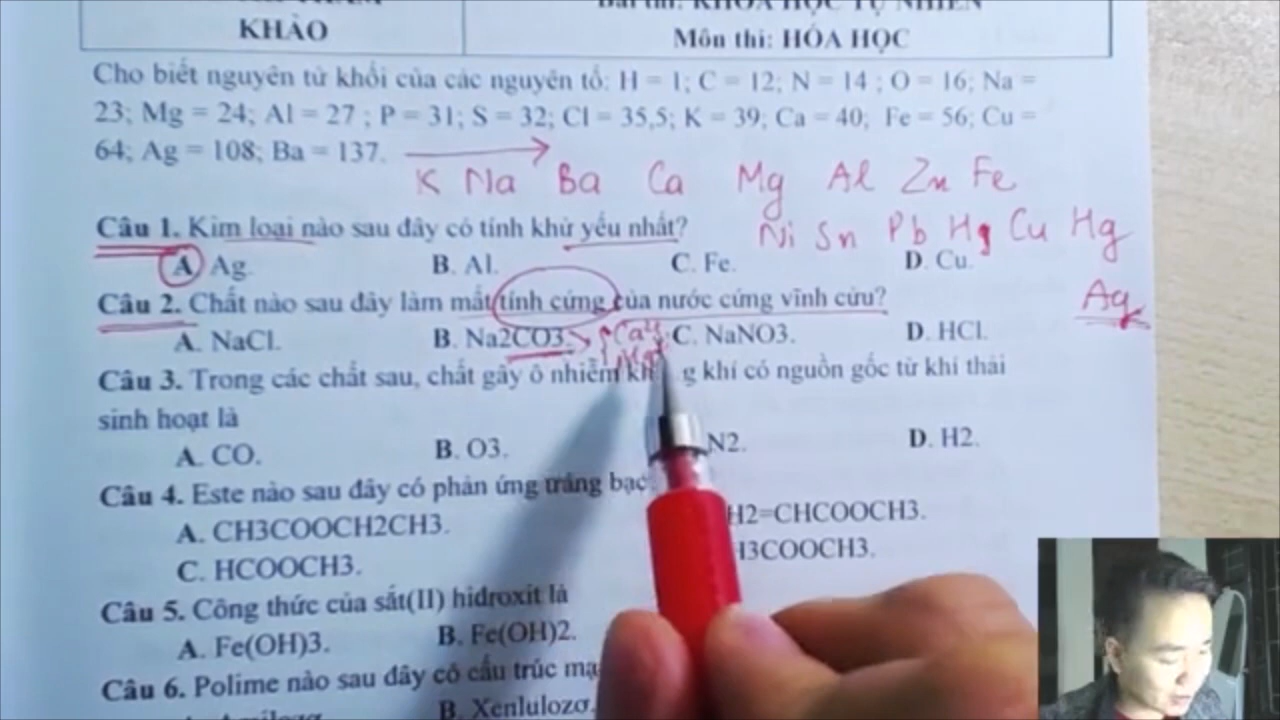 KHẢO
Bài thi: KHOA HỌC TỰ NHIÊN
Môn thi: HÓA HỌC
Cho biết nguyên tử khối của các nguyên tố: H = 1; C = 12; N = 14 ; O = 16; Na =
23; Mg = 24; Al = 27 ; P = 31; S = 32; Cl = 35,5; K = 39; Ca = 40; Fe = 56; Cu =
64; Ag = 108; Ba = 137.
K Na Ba Ca Mg Al Zn Fe
Ni Sn Pb Hg Cu Hg
Ag
Câu 1. Kim loại nào sau đây có tính khử yếu nhất?
A. Ag. B. Al. C. Fe. D. Cu.
Câu 2. Chất nào sau đây làm mất tính cứng của nước cứng vĩnh cửu?
A. NaCl. B. Na2CO3. C. NaNO3. D. HCl.
Câu 3. Trong các chất sau, chất gây ô nhiễm g khí có nguồn gốc từ khí thải
sinh hoạt là
A. CO. B. O3. N2. D. H2.
Câu 4. Este nào sau đây có phản ứng tráng bạc
A. CH3COOCH2CH3. H2=CHCOOCH3.
C. HCOOCH3. H3COOCH3.
Câu 5. Công thức của sắt(II) hiđroxit là
A. Fe(OH)3. B. Fe(OH)2.
Câu 6. Polime nào sau đây có cấu trúc mạ
B. Xenlulozơ.